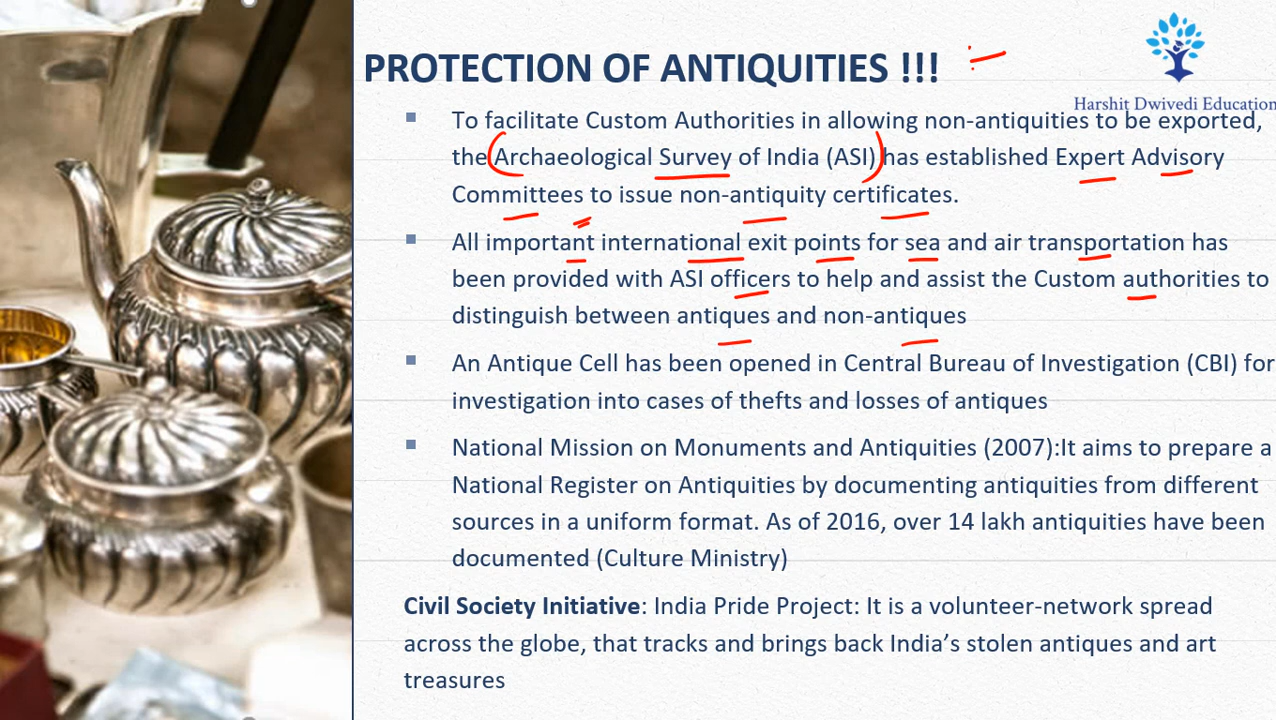 PROTECTION OF ANTIQUITIES !!!
Harshit Dwivedi Education
▪ To facilitate Custom Authorities in allowing non-antiquities to be exported,
the Archaeological Survey of India (ASI) has established Expert Advisory
Committees to issue non-antiquity certificates.
▪ All important international exit points for sea and air transportation has
been provided with ASI officers to help and assist the Custom authorities to
distinguish between antiques and non-antiques
▪ An Antique Cell has been opened in Central Bureau of Investigation (CBI) for
investigation into cases of thefts and losses of antiques
▪ National Mission on Monuments and Antiquities (2007):It aims to prepare a
National Register on Antiquities by documenting antiquities from different
sources in a uniform format. As of 2016, over 14 lakh antiquities have been
documented (Culture Ministry)
Civil Society Initiative: India Pride Project: It is a volunteer-network spread
across the globe, that tracks and brings back India’s stolen antiques and art
treasures